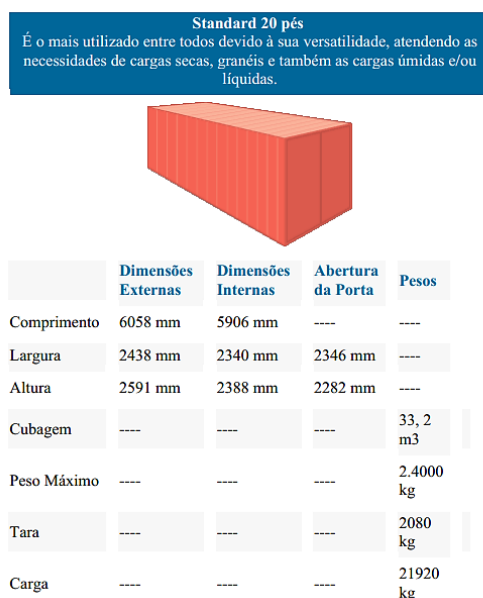 Standard 20 pés
É o mais utilizado entre todos devido à sua versatilidade, atendendo as
necessidades de cargas secas, granéis e também as cargas úmidas e/ou
líquidas.
Dimensões Externas Dimensões Internas Abertura da Porta Pesos
Comprimento 6058 mm 5906 mm ---- ----
Largura 2438 mm 2340 mm 2346 mm ----
Altura 2591 mm 2388 mm 2282 mm ----
Cubagem ---- ---- ---- 33, 2 m3
Peso Máximo ---- ---- ---- 2.4000 kg
Tara ---- ---- ---- 2080 kg
Carga ---- ---- ---- 21920 kg